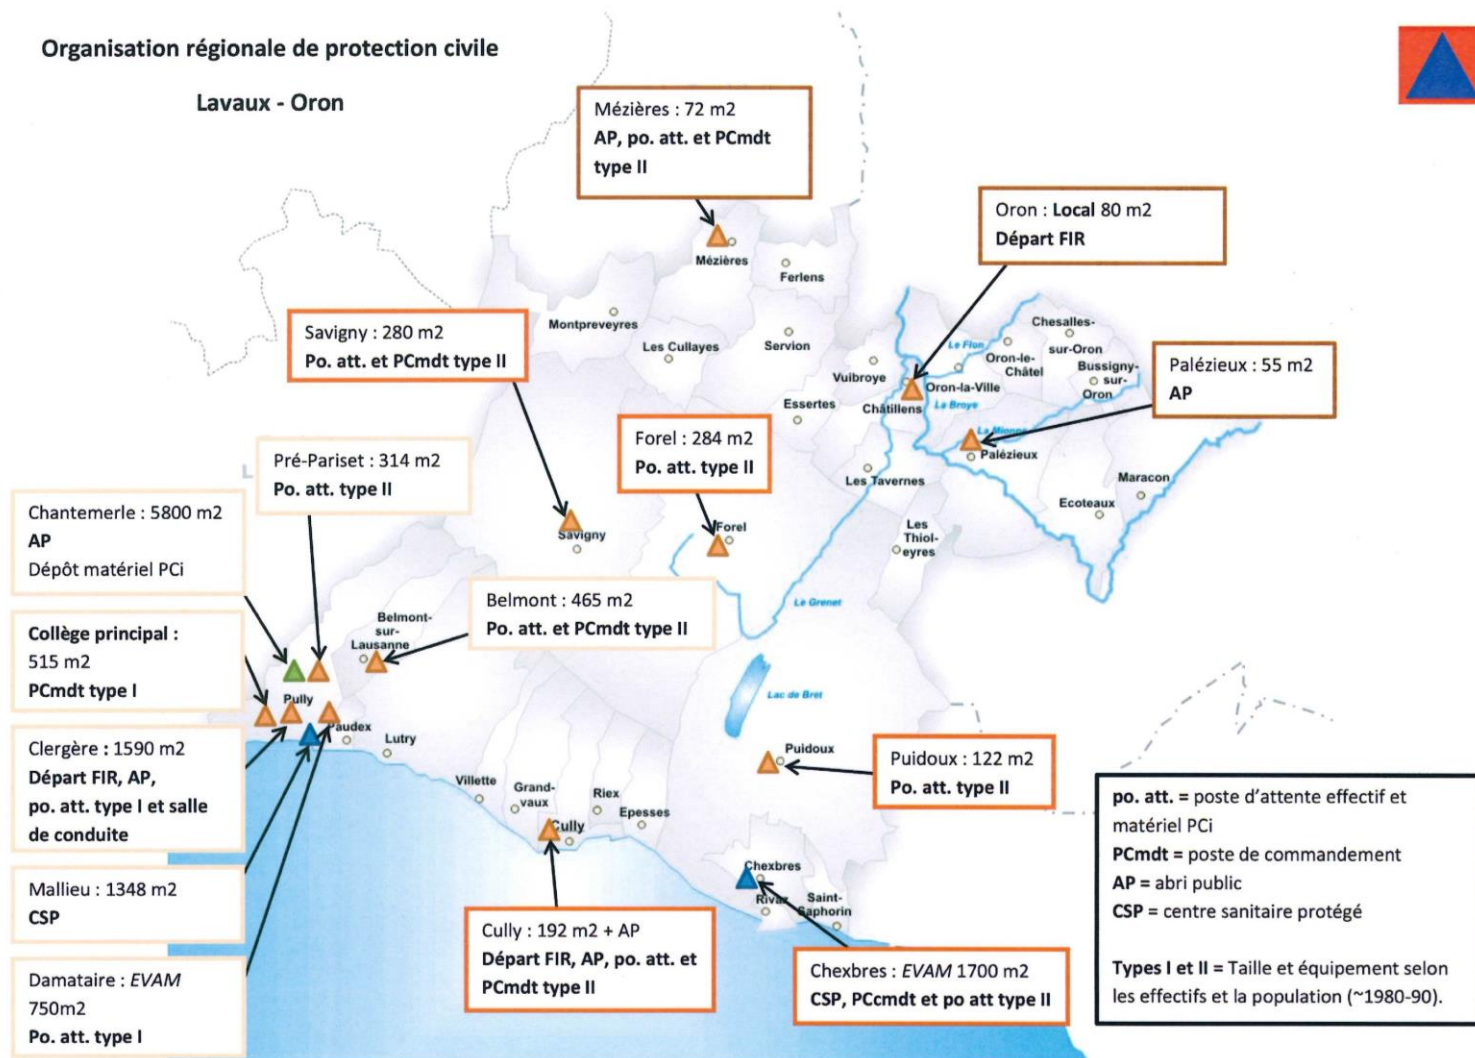 Organisation régionale de protection civile
Lavaux - Oron
Mézières : 72 m2
AP, po. att. et PCmdt
type II
Oron : Local 80 m2
Départ FIR
Savigny : 280 m2
Po. att. et PCmdt type II
Palézieux : 55 m2
AP
Forel : 284 m2
Po. att. type II
Pré-Pariset : 314 m2
Po. att. type II
Chantemerle : 5800 m2
AP
Dépôt matériel PCi
Belmont : 465 m2
Po. att. et PCmdt type II
Collège principal :
515 m2
PCmdt type I
Clergère : 1590 m2
Départ FIR, AP,
po. att. type I et salle
de conduite
Mallieu : 1348 m2
CSP
Damataire : EVAM
750m2
Po. att. type I
Cully : 192 m2 + AP
Départ FIR, AP, po. att. et
PCmdt type II
Puidoux : 122 m2
Po. att. type II
Chexbres : EVAM 1700 m2
CSP, PCcmdt et po att type II
po. att. = poste d'attente effectif et
matériel PCi
PCmdt = poste de commandement
AP = abri public
CSP = centre sanitaire protégé
Types I et II = Taille et équipement selon
les effectifs et la population (~1980-90).
Mézières
Ferlens
Montpreveyres
Les Cullayes
Servion
Vuibroye
Essertes
Châtillens
Oron-la-Ville
Le Flon
Oron-le-
Châtel
Chesalles-
sur-Oron
Bussigny-
sur-
Oron
La Broye
La Mionne
Palézieux
Les Tavernes
Ecoteaux
Maracon
Les
Thiol-
eyres
Savigny
Forel
Le Grenet
Lac de Bret
L
Belmont-
sur-
Lausanne
Pully
Paudex
Lutry
Villette
Grand-
vaux
Cully
Riex
Epesses
Puidoux
Chexbres
Rivaz
Saint-
Saphorin